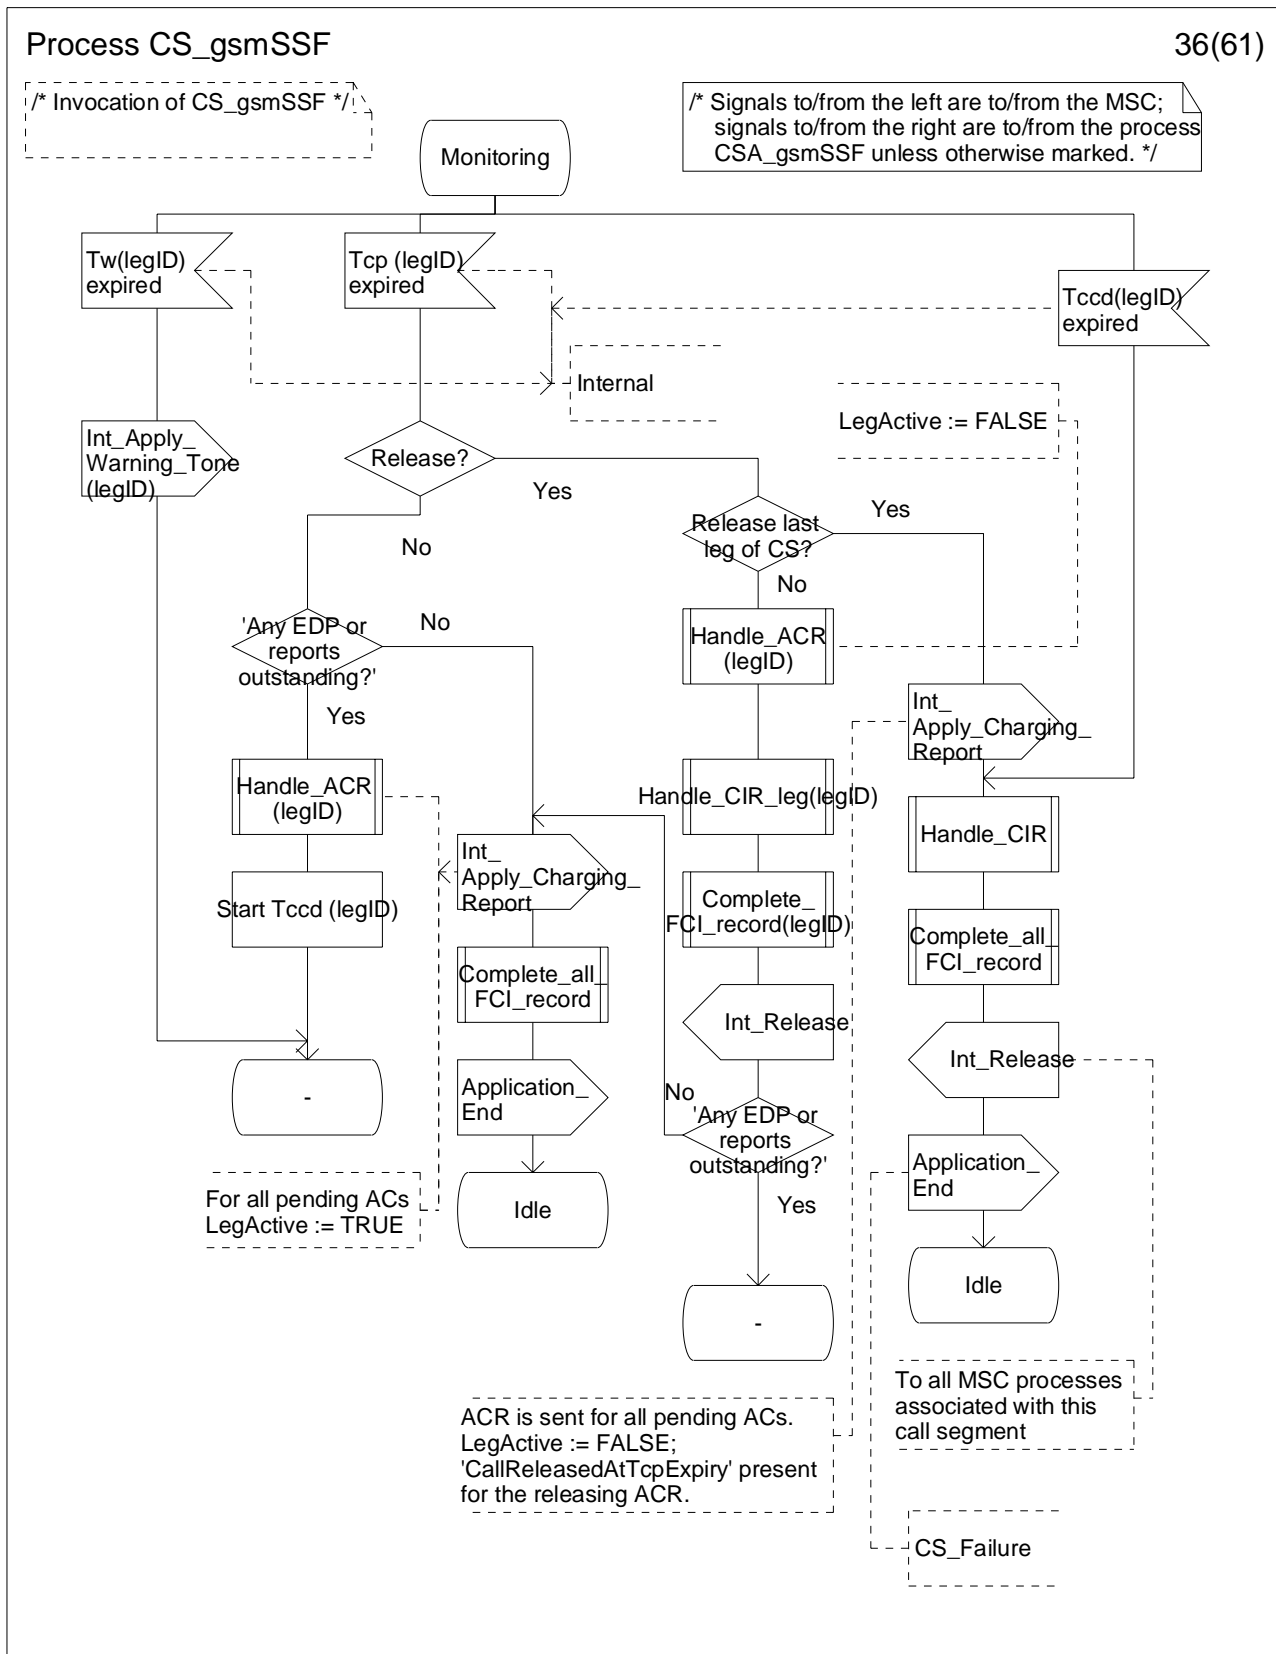 Process CS_gsmSSF
36(61)
/* Invocation of CS_gsmSSF */
/* Signals to/from the left are to/from the MSC;
signals to/from the right are to/from the process
CSA_gsmSSF unless otherwise marked. */
Monitoring
Tw(legID)
expired
Tcp (legID)
expired
Tccd(legID)
expired
Internal
LegActive := FALSE
Int_Apply_
Warning_Tone
(legID)
Release?
Yes
No
Release last
leg of CS?
Yes
No
'Any EDP or
reports
outstanding?'
No
Yes
Handle_ACR
(legID)
Int_
Apply_Charging_
Report
Handle_ACR
(legID)
Handle_CIR_leg(legID)
Handle_CIR
Int_
Apply_Charging_
Report
Start Tccd (legID)
Complete_
FCI_record(legID)
Complete_all_
FCI_record
Complete_all_
FCI_record
Int_Release
Int_Release
Application_
End
No
'Any EDP or
reports
outstanding?'
Yes
-
Application_
End
For all pending ACs
LegActive := TRUE
Idle
Idle
-
To all MSC processes
associated with this
call segment
ACR is sent for all pending ACs.
LegActive := FALSE;
'CallReleasedAtTcpExpiry' present
for the releasing ACR.
CS_Failure